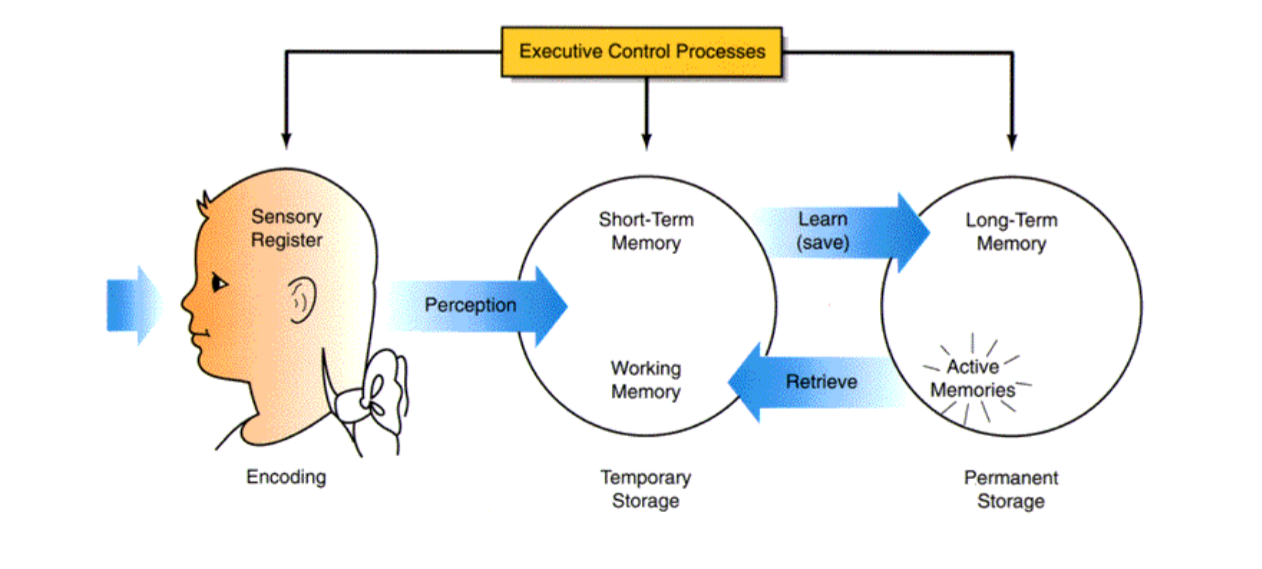 Executive Control Processes
Sensory
Register
Short-Term
Memory
Learn
(save)
Long-Term
Memory
Perception
Working
Memory
Retrieve
Active
Memories
Encoding
Temporary
Storage
Permanent
Storage